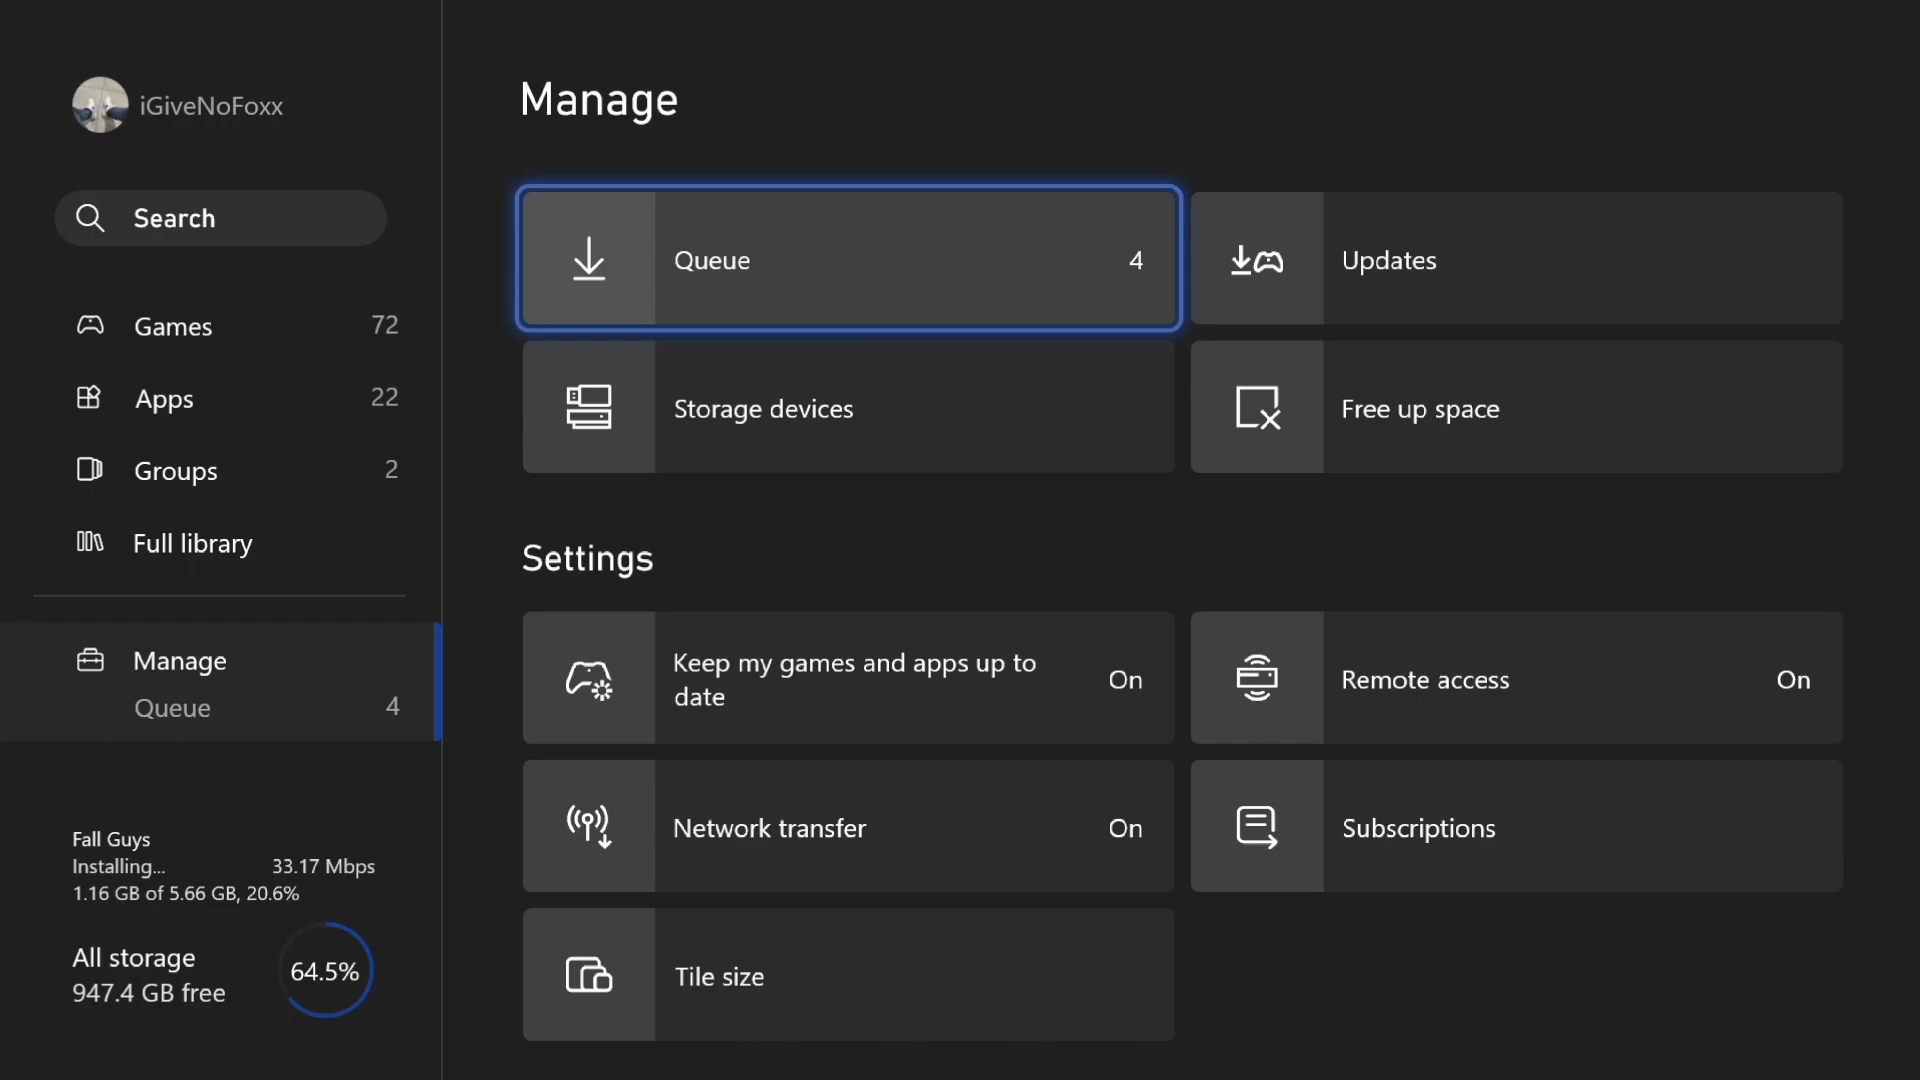 iGiveNoFoxx
Search
Games 72
Apps 22
Groups 2
Full library
Manage
Queue 4
Fall Guys
Installing... 33.17 Mbps
1.16 GB of 5.66 GB, 20.6%
All storage
947.4 GB free
64.5%
Manage
Queue 4
Updates
Storage devices
Free up space
Settings
Keep my games and apps up to
date
On
Remote access On
Network transfer On
Subscriptions
Tile size